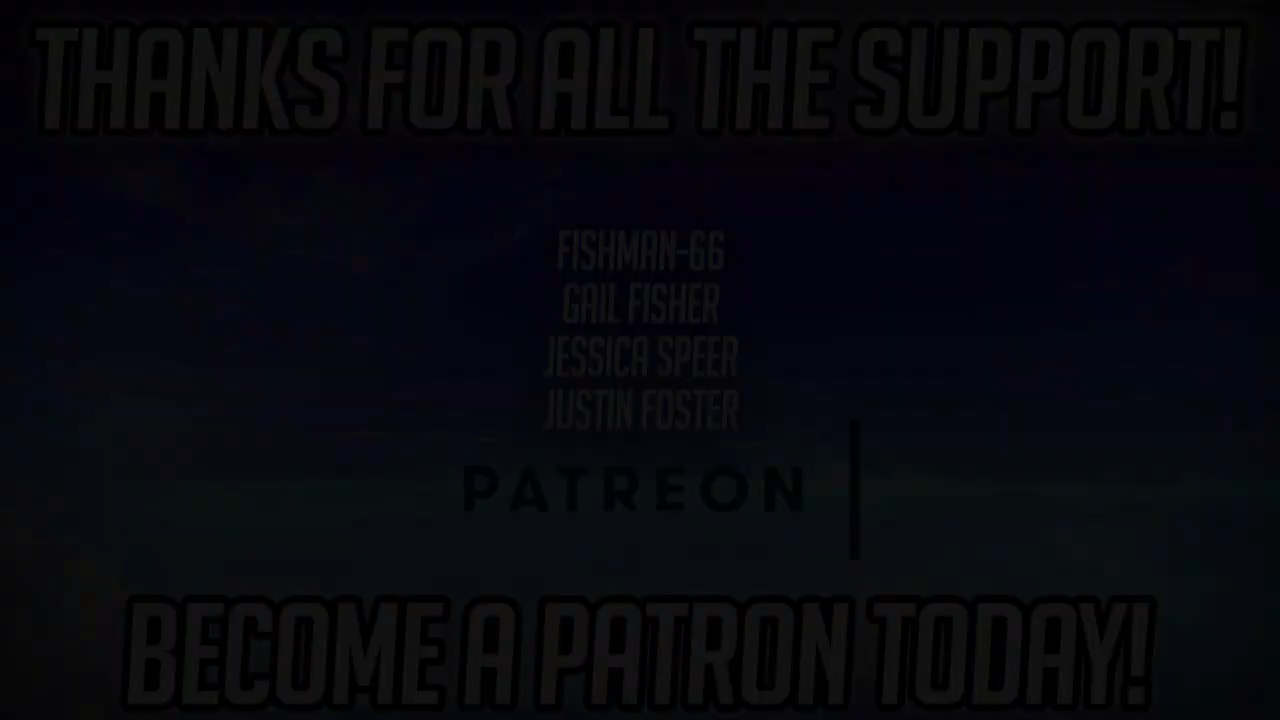 THANKS FOR ALL THE SUPPORT!
FISHMAN-66
GAIL FISHER
JESSICA SPEER
JUSTIN FOSTER
PATREON
BECOME A PATRON TODAY!